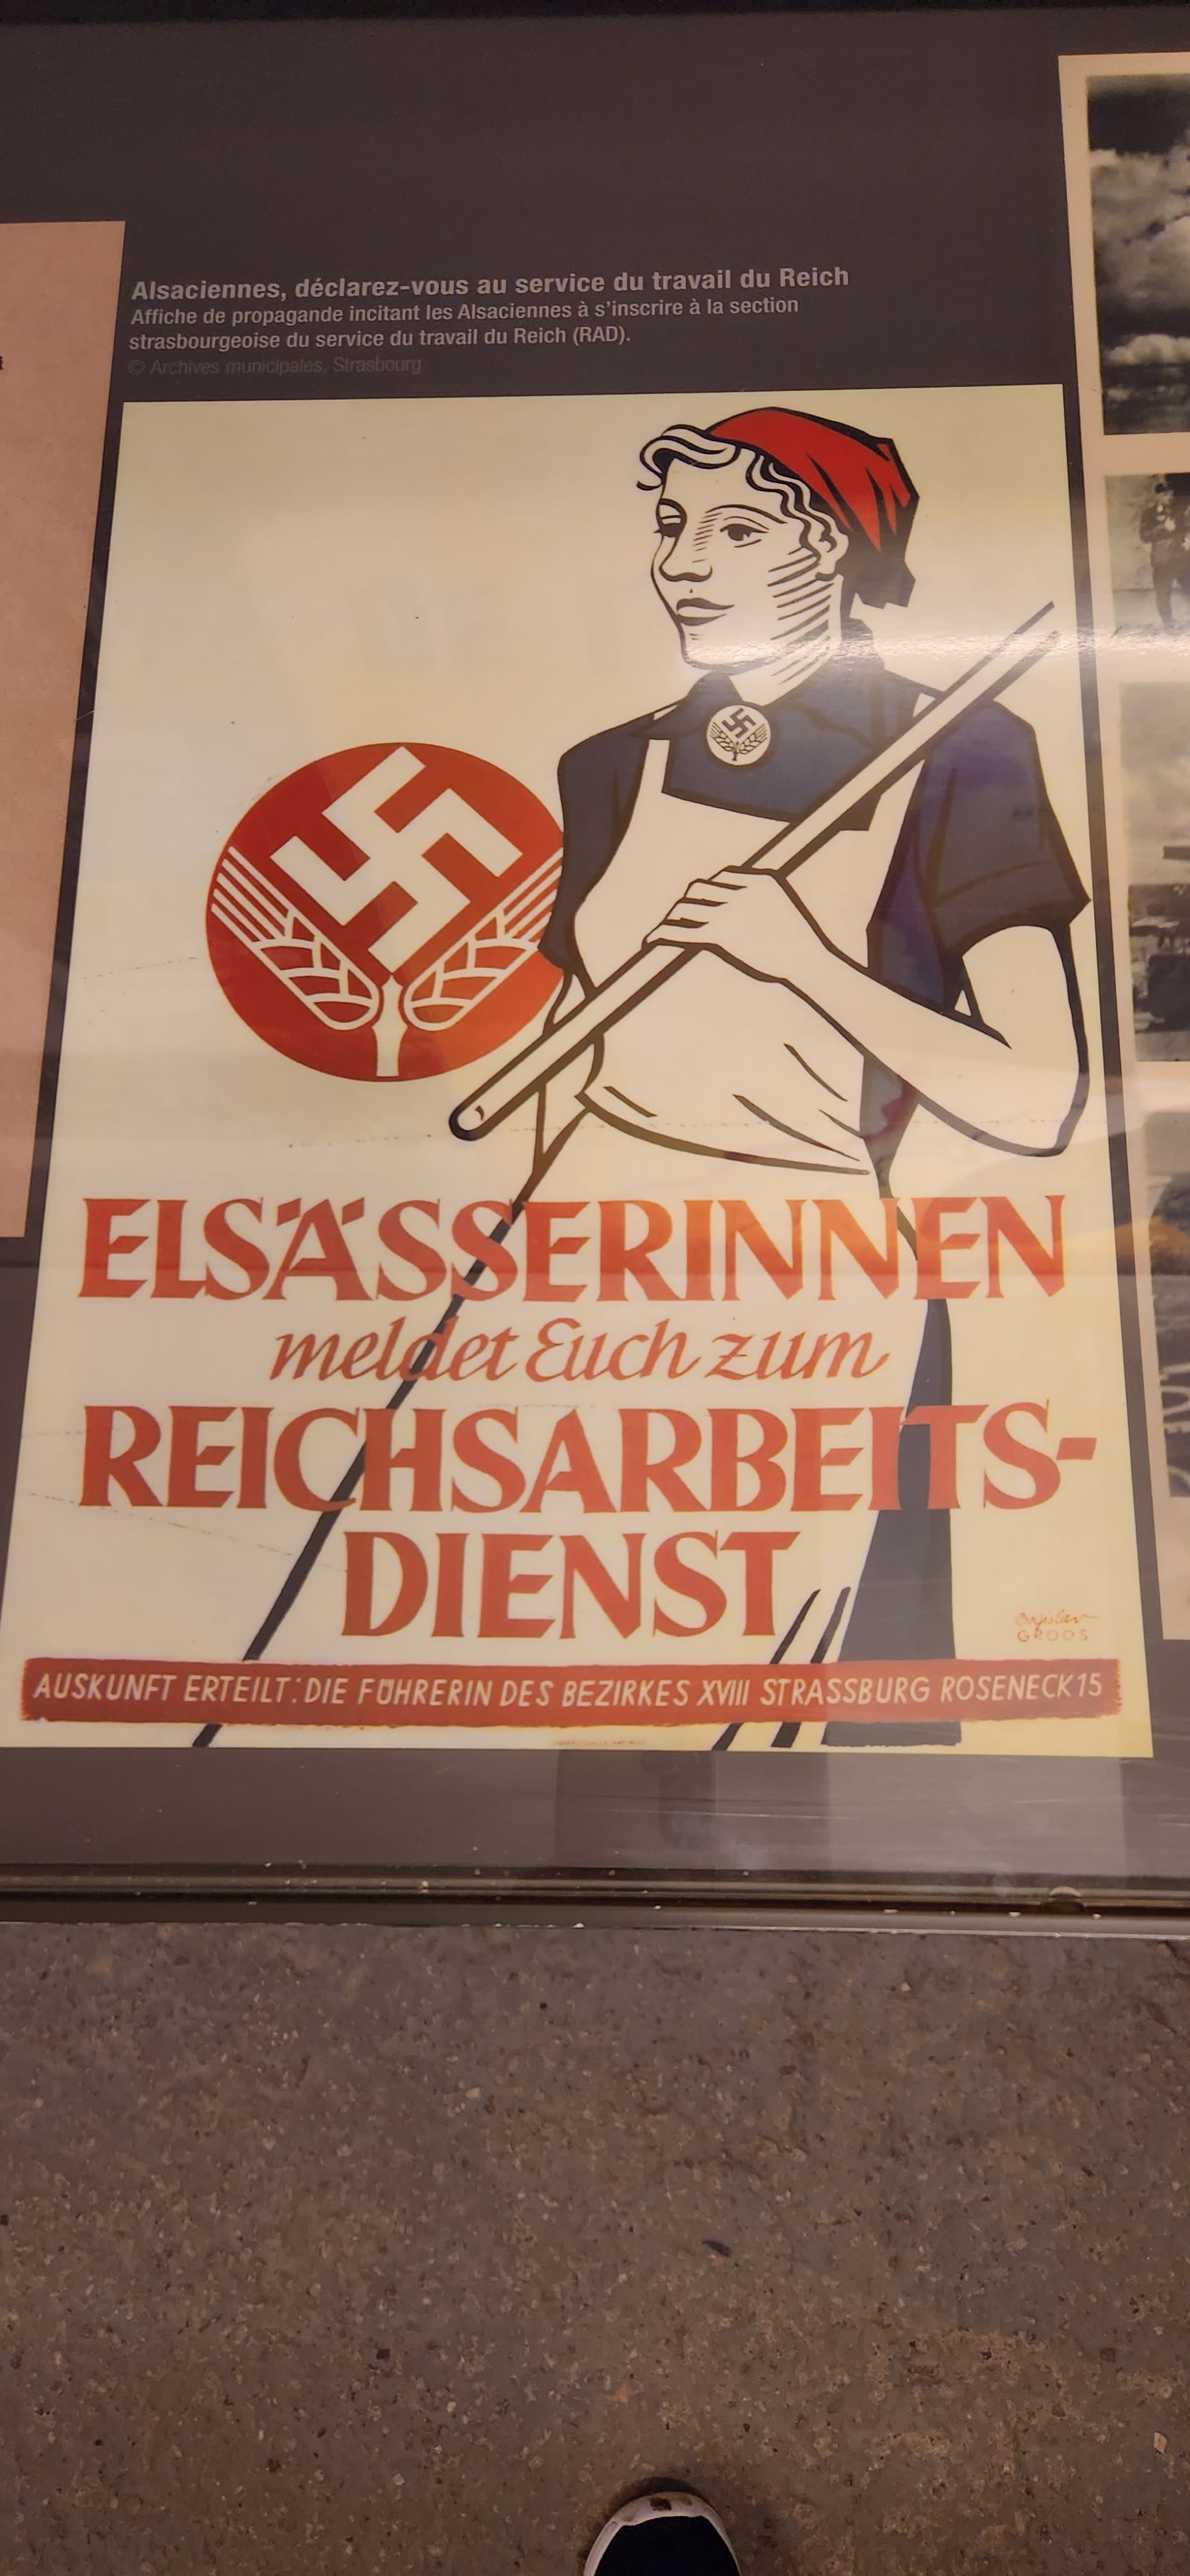 Alsaciennes, déclarez-vous au service du travail du Reich
Affiche de propagande incitant les Alsaciennes à s'inscrire à la section
strasbourgeoise du service du travail du Reich (RAD).
© Archives municipales, Strasbourg
ELSÄSSERINNEN
meldet Euch zum
REICHSARBEITS-
DIENST
GROOS
AUSKUNFT ERTEILT: DIE FÜHRERIN DES BEZIRKES XVIII STRASSBURG ROSENECK 15